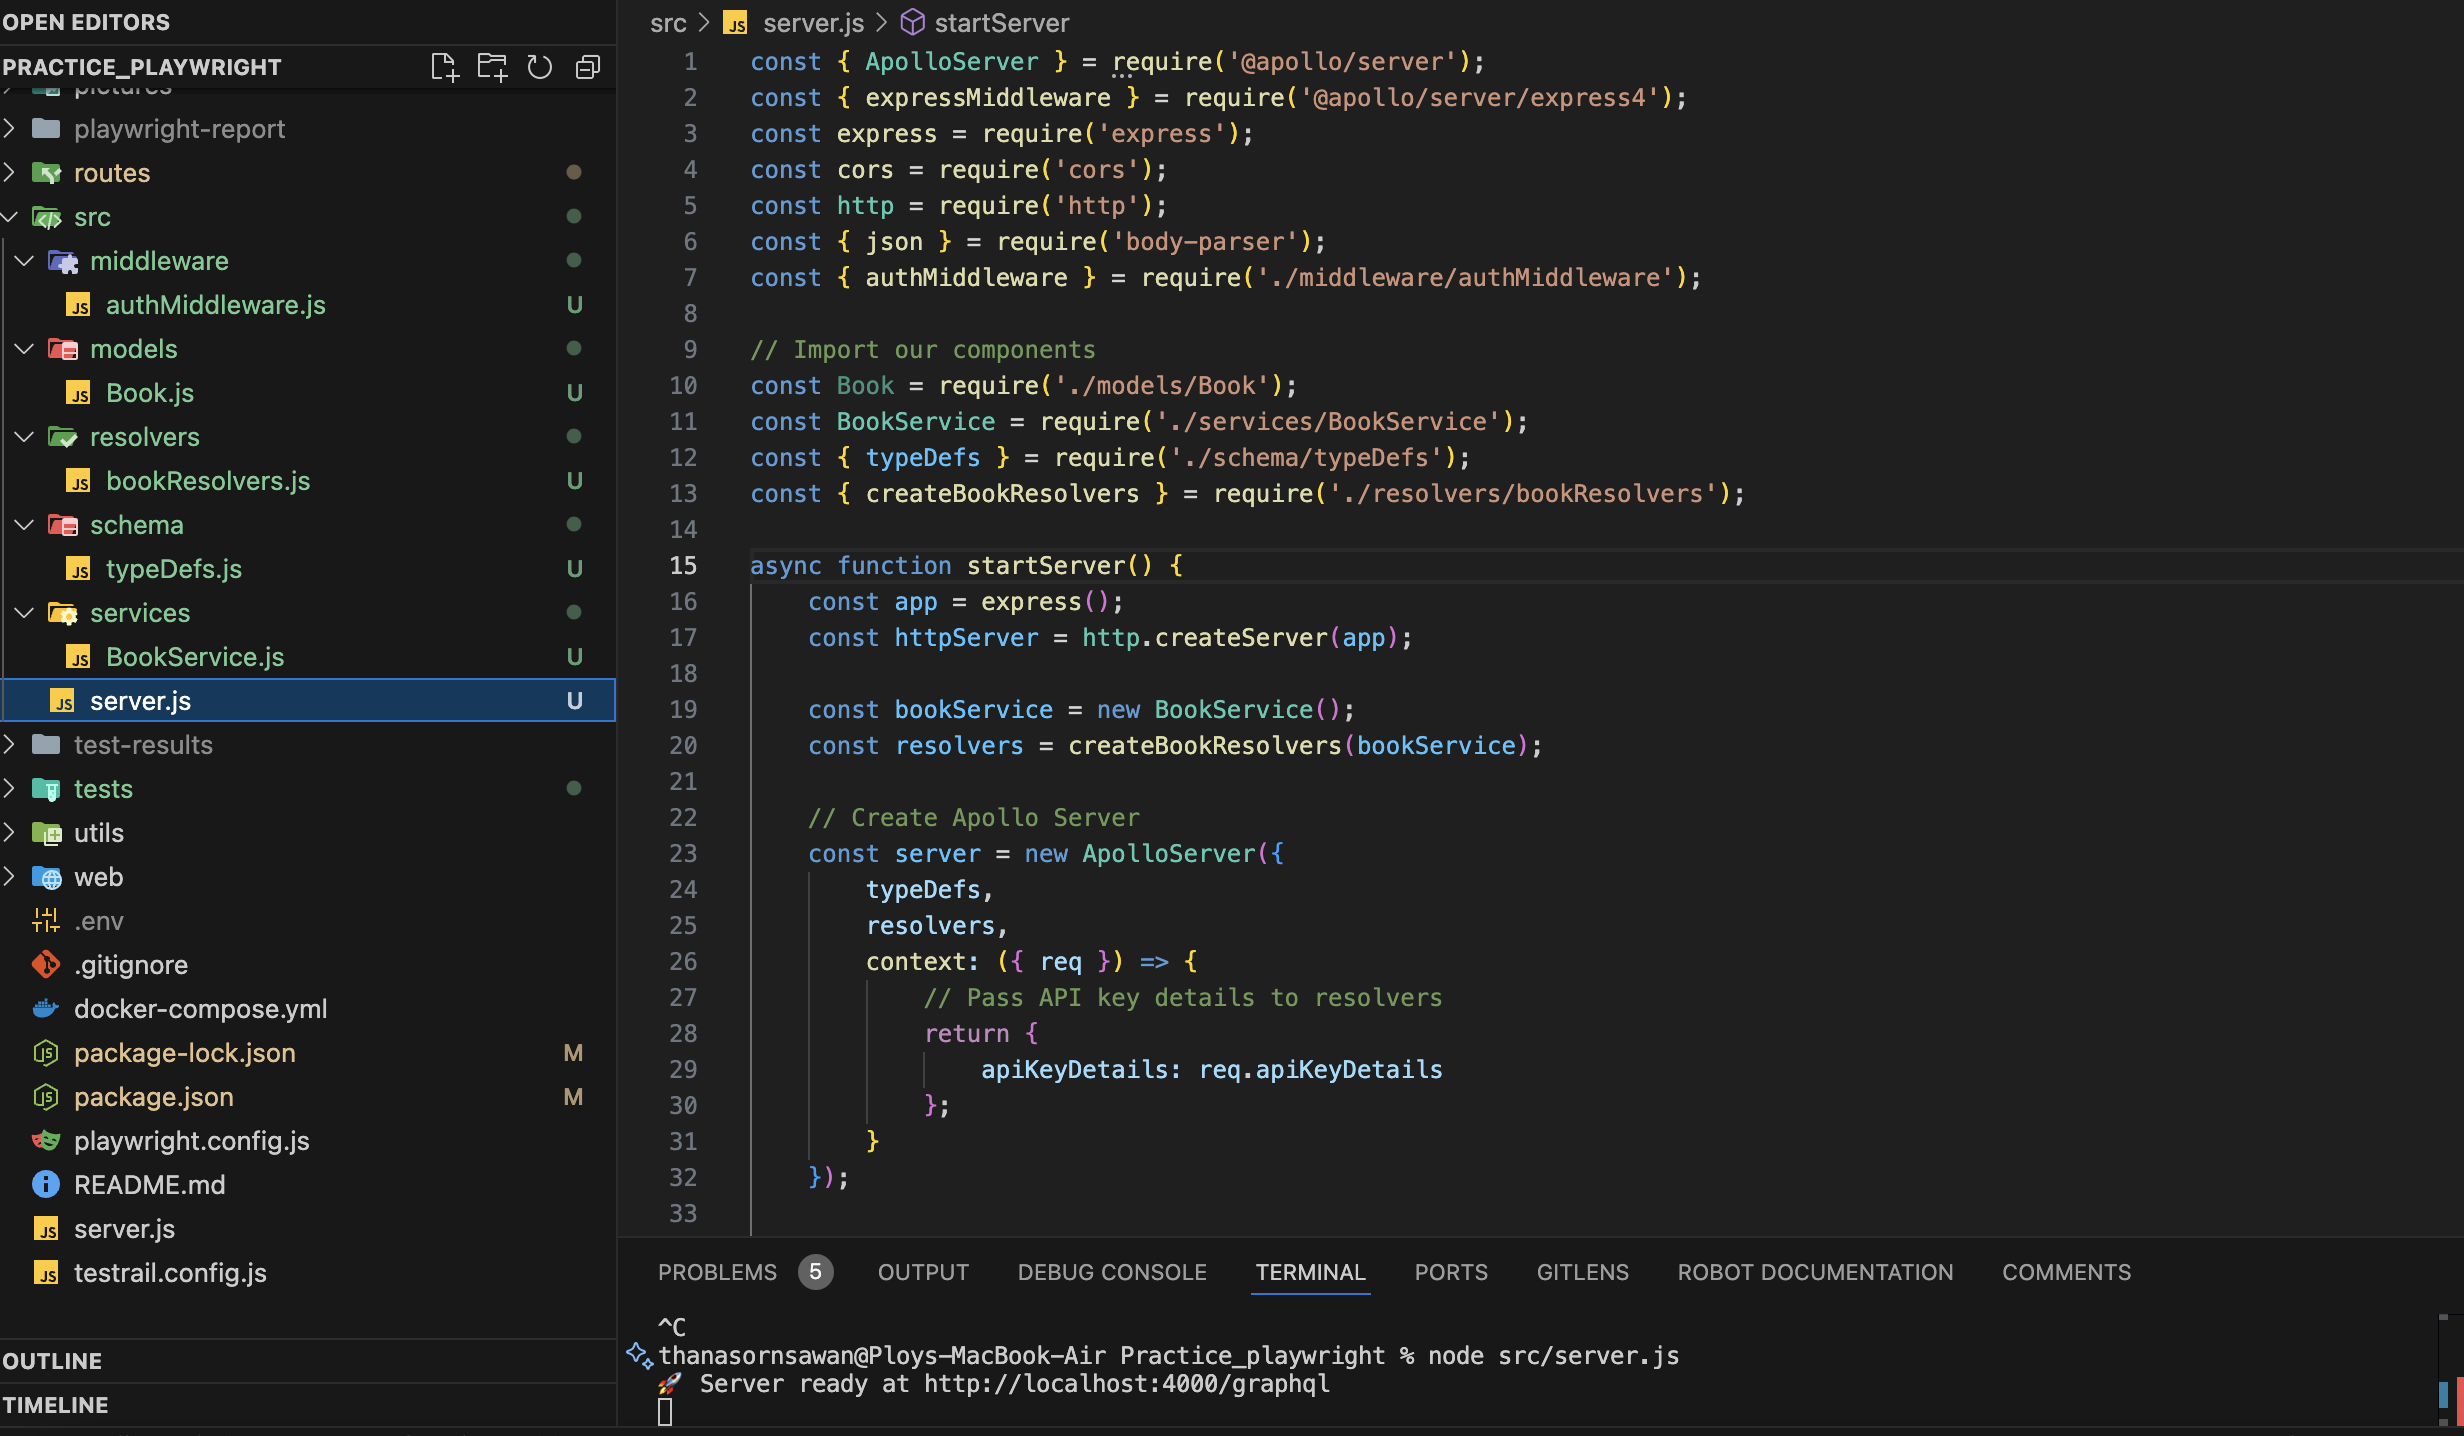 OPEN EDITORS
PRACTICE_PLAYWRIGHT
pictures
playwright-report
routes
src
middleware
JS authMiddleware.js U
models
JS Book.js U
resolvers
JS bookResolvers.js U
schema
JS typeDefs.js U
services
JS BookService.js U
JS server.js U
test-results
tests
utils
web
.env
.gitignore
docker-compose.yml
package-lock.json M
package.json M
playwright.config.js
README.md
JS server.js
JS testrail.config.js
OUTLINE
TIMELINE
src > JS server.js > startServer
1 const { ApolloServer } = require('@apollo/server');
2 const { expressMiddleware } = require('@apollo/server/express4');
3 const express = require('express');
4 const cors = require('cors');
5 const http = require('http');
6 const { json } = require('body-parser');
7 const { authMiddleware } = require('./middleware/authMiddleware');
8
9 // Import our components
10 const Book = require('./models/Book');
11 const BookService = require('./services/BookService');
12 const { typeDefs } = require('./schema/typeDefs');
13 const { createBookResolvers } = require('./resolvers/bookResolvers');
14
15 async function startServer() {
16 const app = express();
17 const httpServer = http.createServer(app);
18
19 const bookService = new BookService();
20 const resolvers = createBookResolvers(bookService);
21
22 // Create Apollo Server
23 const server = new ApolloServer({
24 typeDefs,
25 resolvers,
26 context: ({ req }) => {
27 // Pass API key details to resolvers
28 return {
29 apiKeyDetails: req.apiKeyDetails
30 };
31 }
32 });
33
PROBLEMS 5 OUTPUT DEBUG CONSOLE TERMINAL PORTS GITLENS ROBOT DOCUMENTATION COMMENTS
^C
thanasornsawan@Ploys-MacBook-Air Practice_playwright % node src/server.js
🚀 Server ready at http://localhost:4000/graphql